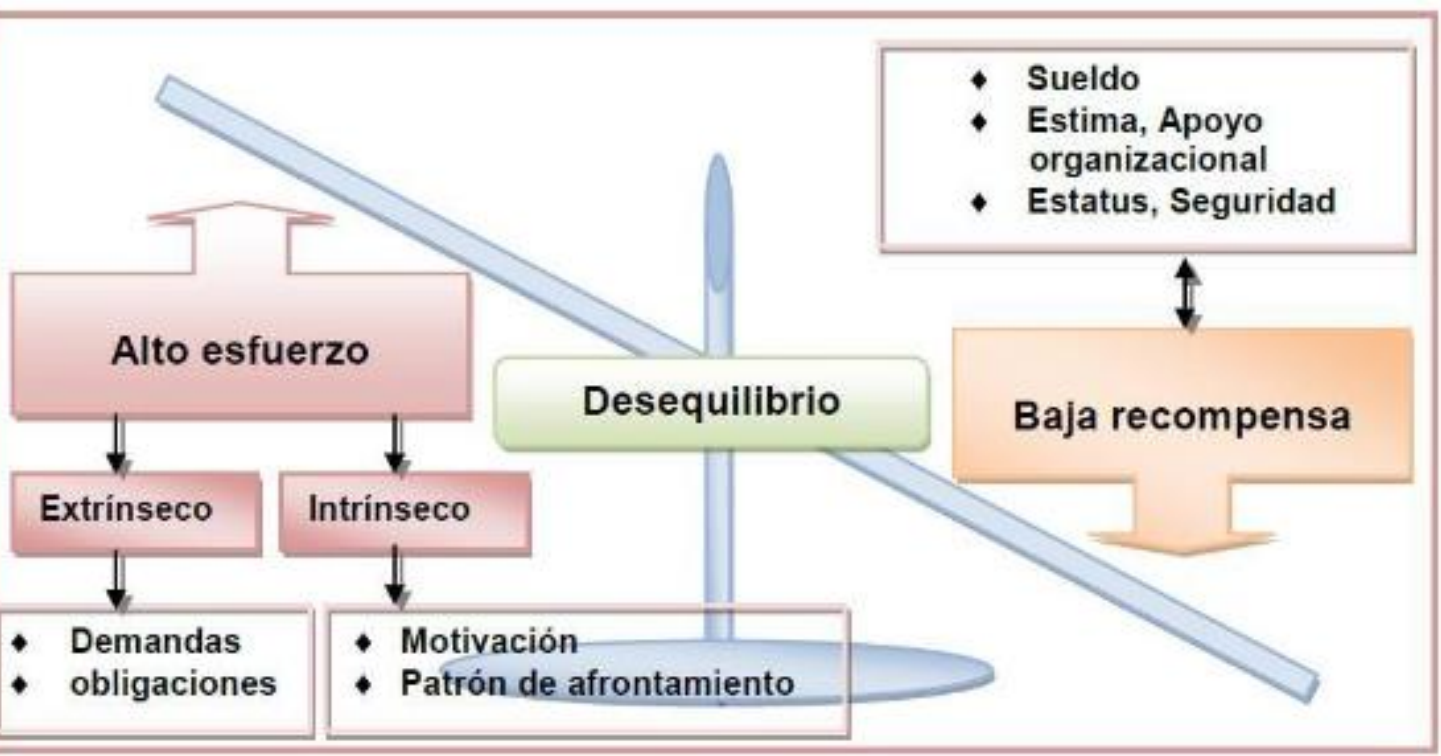 ♦ Sueldo
♦ Estima, Apoyo
organizacional
♦ Estatus, Seguridad
Alto esfuerzo
Desequilibrio
Baja recompensa
Extrínseco
Intrínseco
♦ Demandas
♦ obligaciones
♦ Motivación
♦ Patrón de afrontamiento